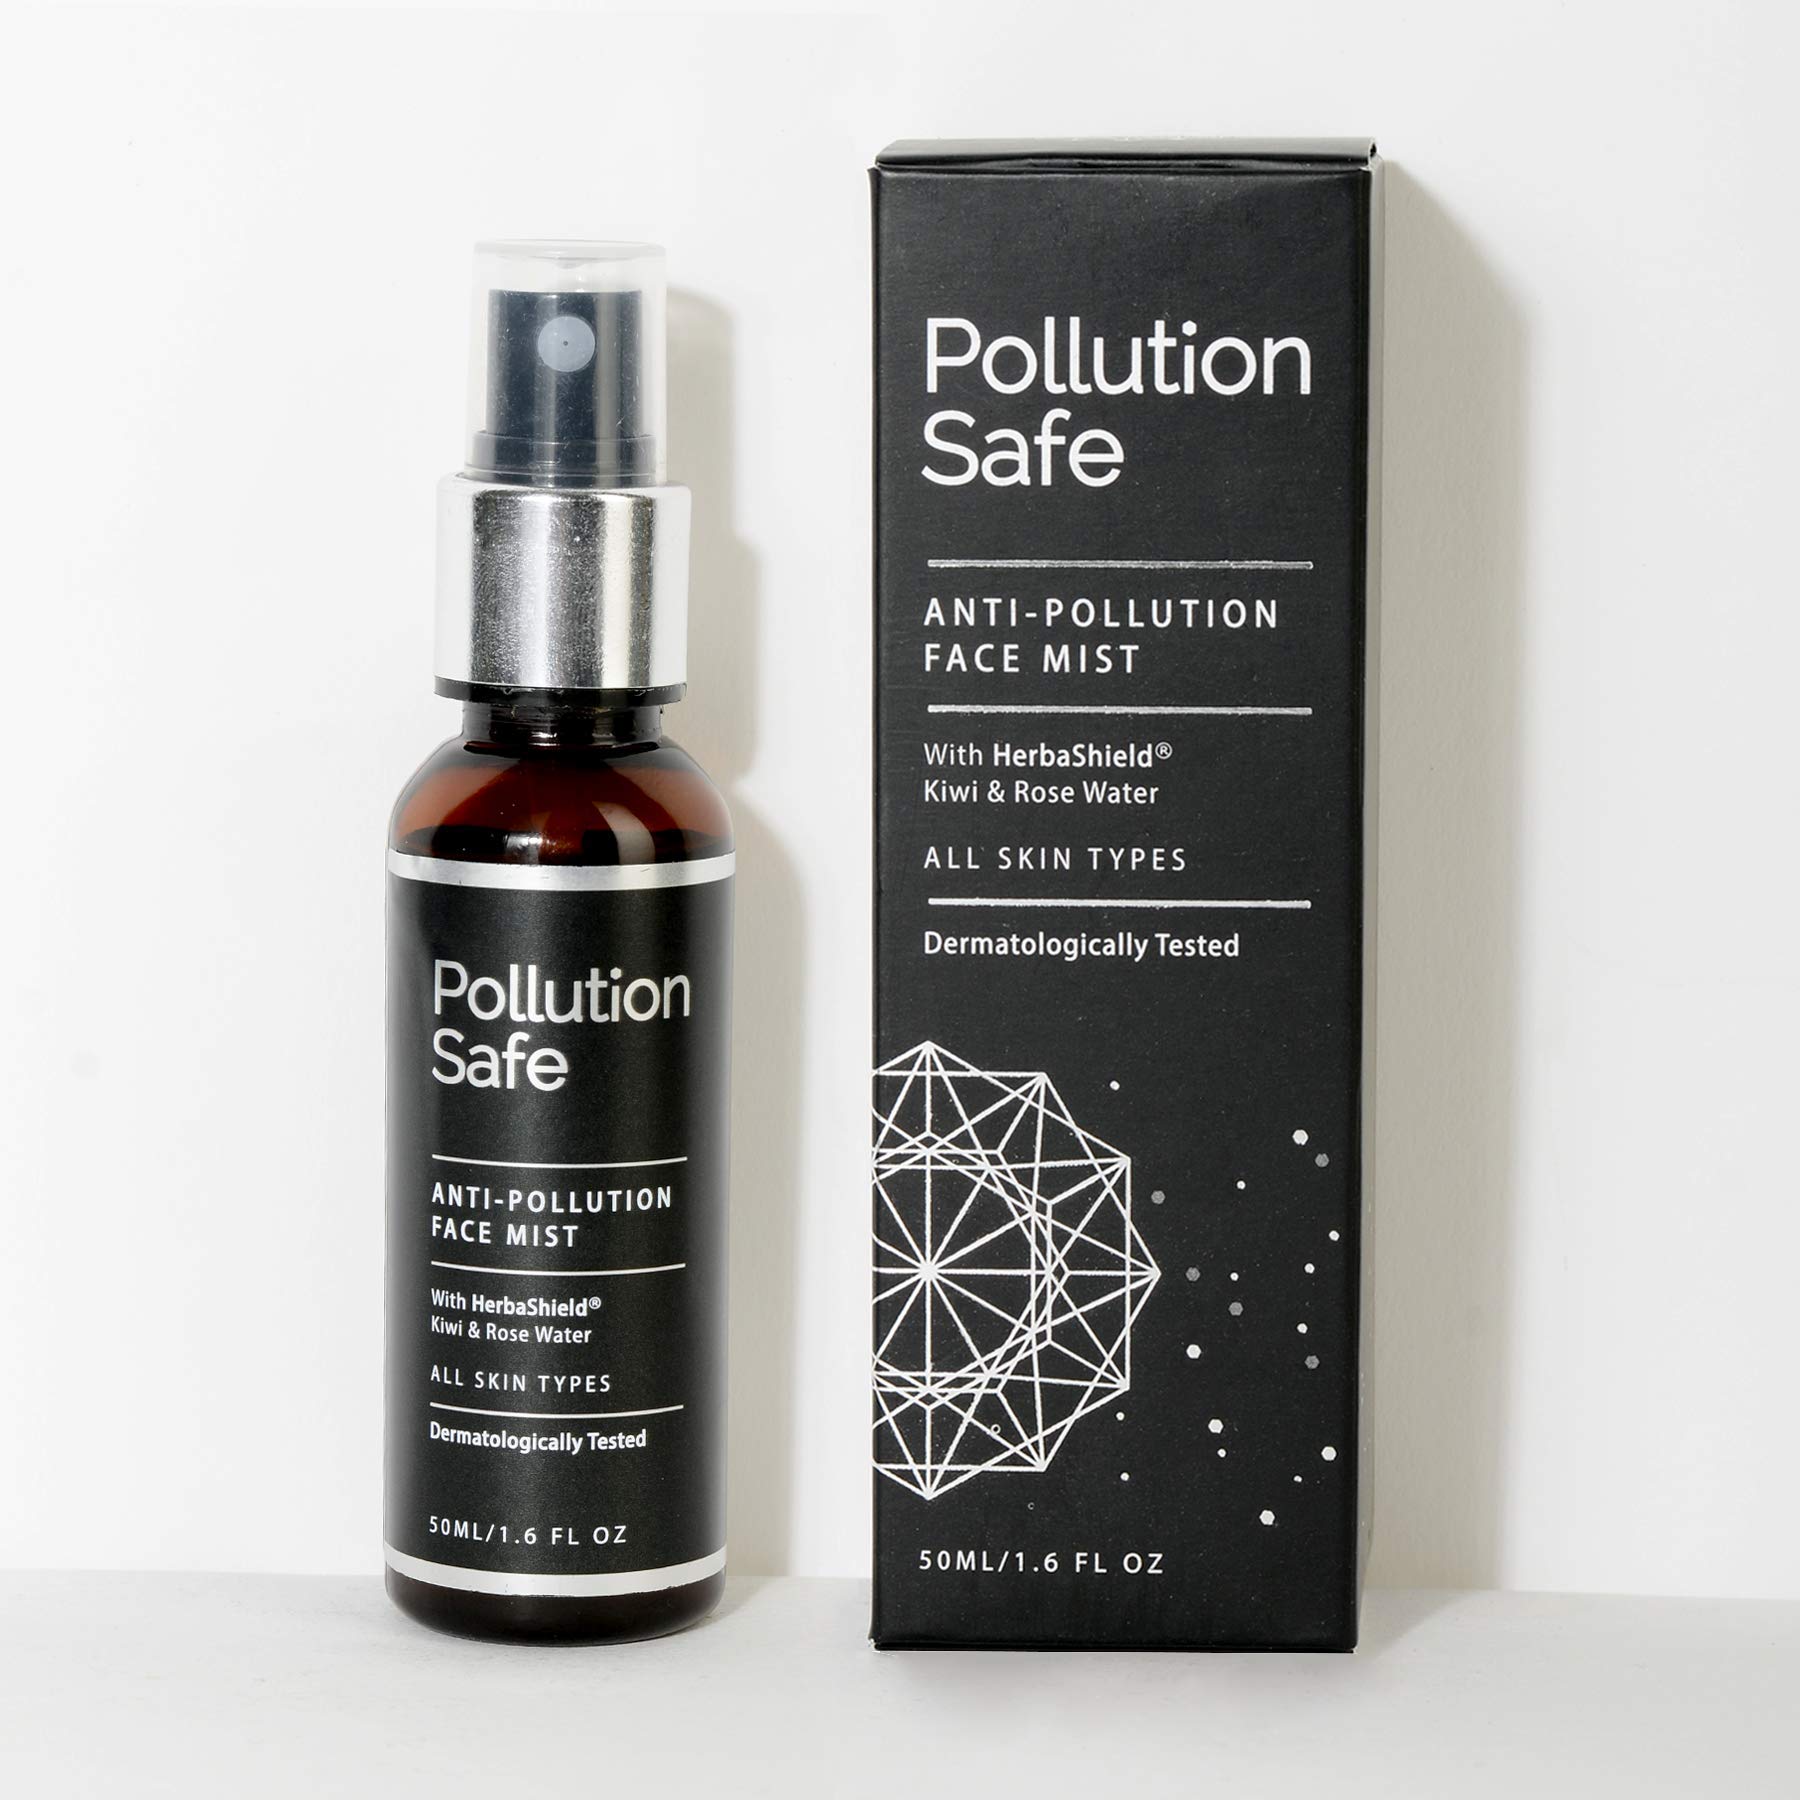 Pollution
Safe
ANTI-POLLUTION
FACE MIST
With HerbaShield®
Kiwi & Rose Water
ALL SKIN TYPES
Dermatologically Tested
50ML/1.6 FL OZ
Pollution
Safe
ANTI-POLLUTION
FACE MIST
With HerbaShield®
Kiwi & Rose Water
ALL SKIN TYPES
Dermatologically Tested
50ML/1.6 FL OZ